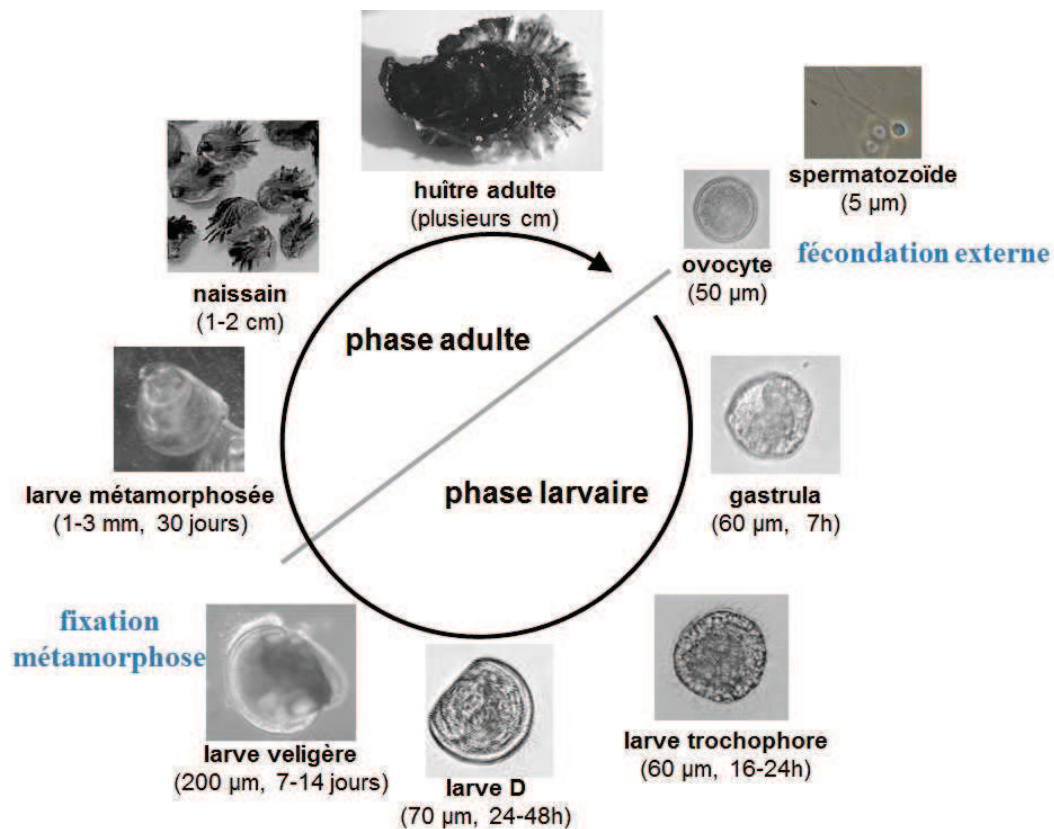 huître adulte
(plusieurs cm)
spermatozoïde
(5 µm)
fécondation externe
ovocyte
(50 µm)
naissain
(1-2 cm)
phase adulte
gastrula
(60 µm, 7h)
larve métamorphosée
(1-3 mm, 30 jours)
phase larvaire
larve trochophore
(60 µm, 16-24h)
larve D
(70 µm, 24-48h)
larve veligère
(200 µm, 7-14 jours)
fixation
métamorphose